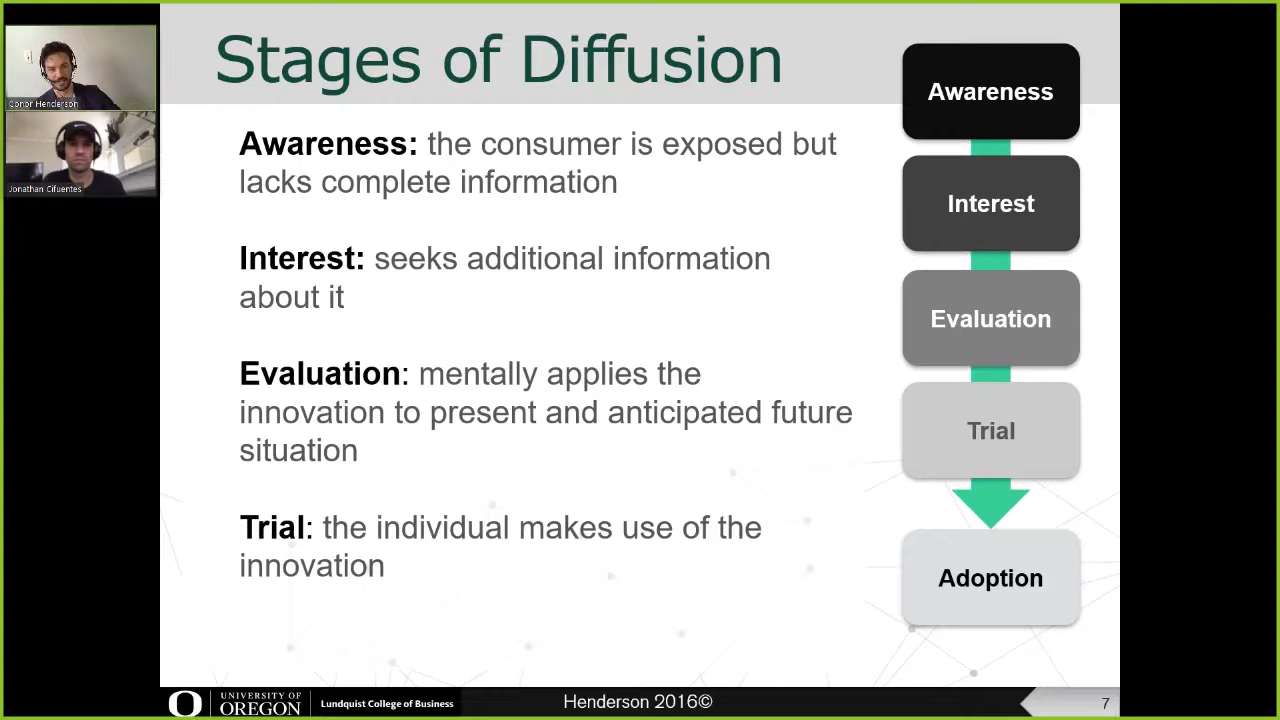 Stages of Diffusion
Conor Henderson
Jonathan Cifuentes
Awareness: the consumer is exposed but
lacks complete information
Interest: seeks additional information
about it
Evaluation: mentally applies the
innovation to present and anticipated future
situation
Trial: the individual makes use of the
innovation
Awareness
Interest
Evaluation
Trial
Adoption
UNIVERSITY OF
OREGON
Lundquist College of Business
Henderson 2016©
7